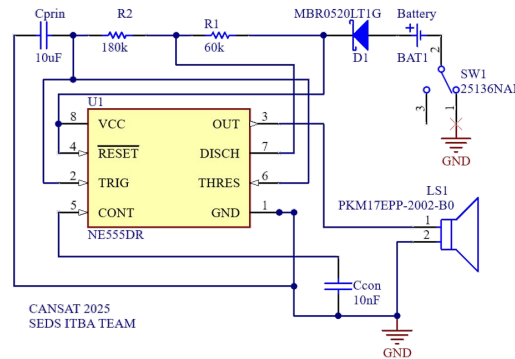 Cprin
R2
R1
MBR0520LT1G
Battery
10uF
180k
60k
D1
BAT1
2
SW1
3
1
GND
U1
8 VCC OUT 3
4 RESET DISCH 7
2 TRIG THRES 6
5 CONT GND 1
NE555DR
LS1
PKM17EPP-2002-B0
1
2
Ccon
10nF
CANSAT 2025
SEDS ITBA TEAM
GND